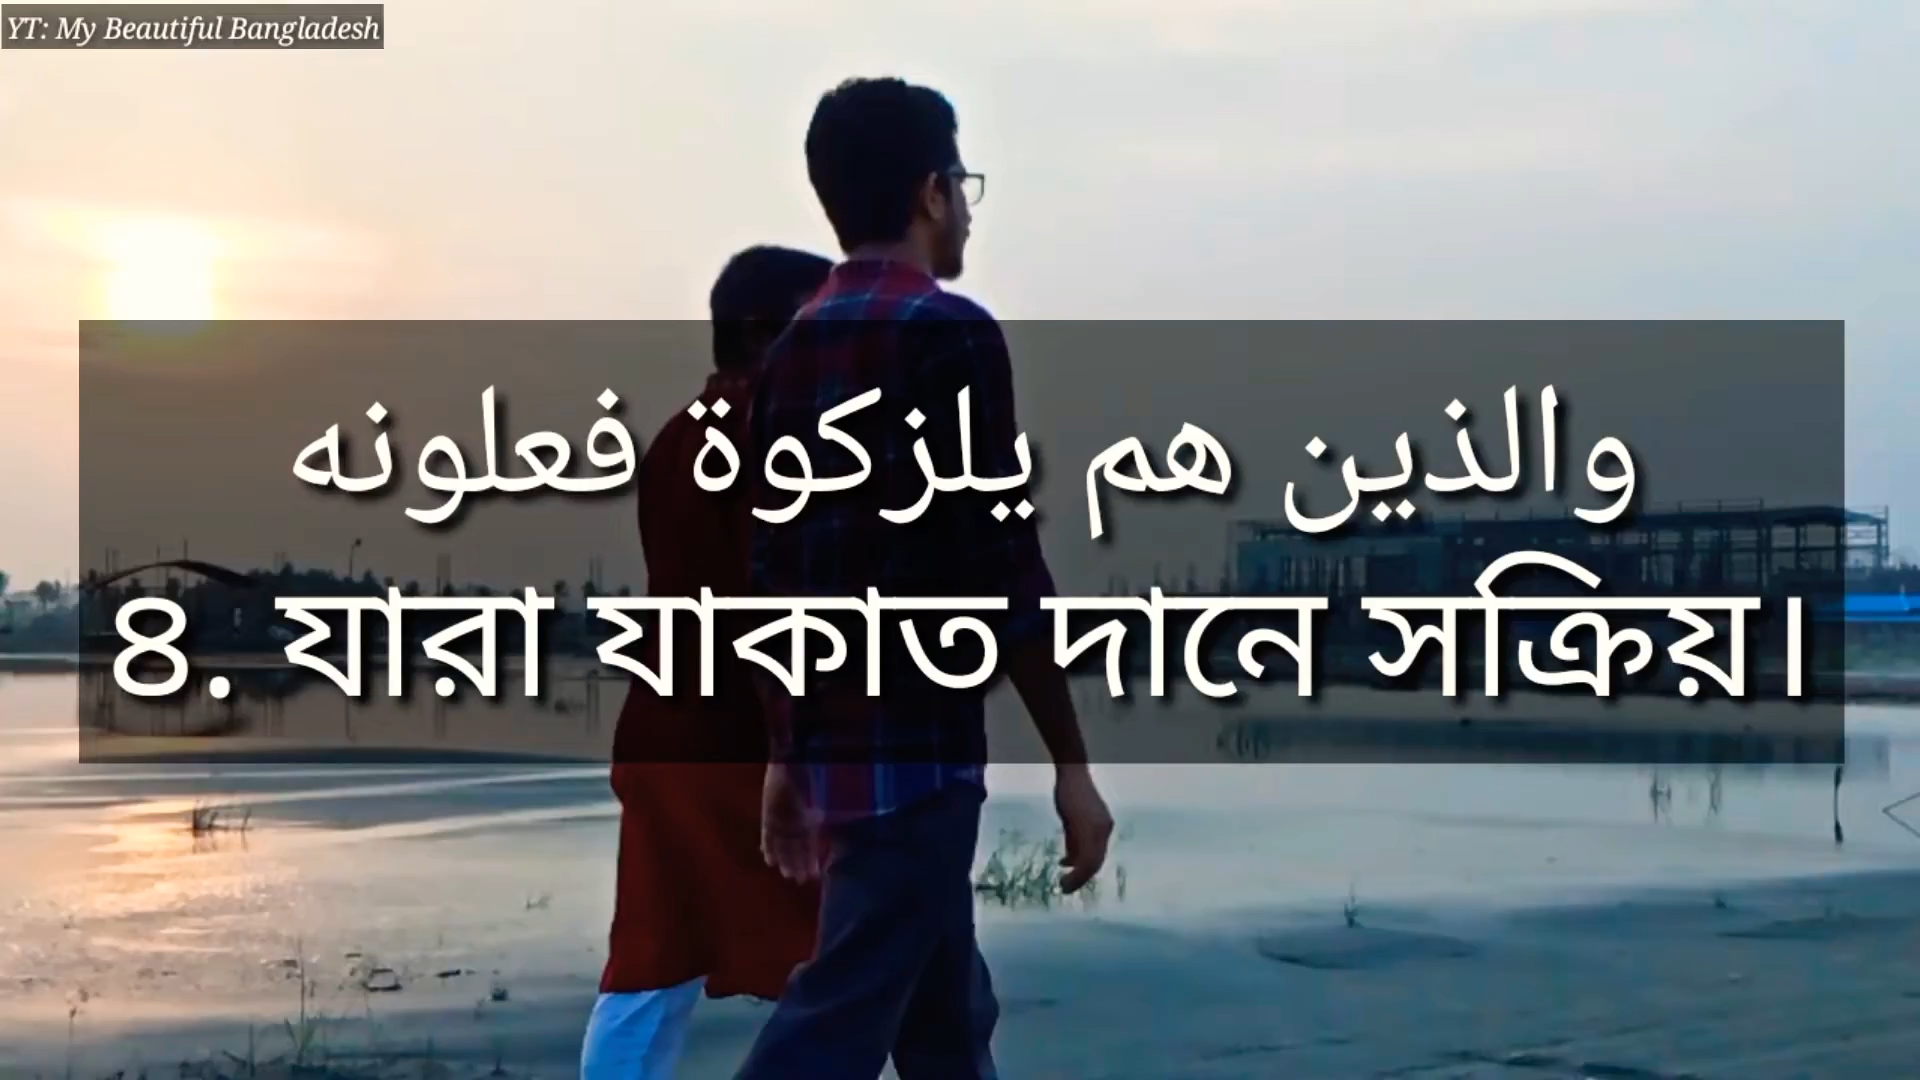 YT: My Beautiful Bangladesh
والذين هم يلزكوة فعلونه
৪. যারা যাকাত দানে সক্রিয়।